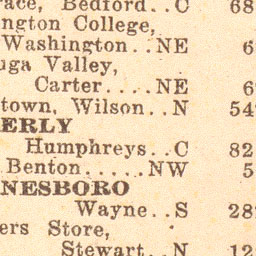 race, Bedford..C 68
ngton College,
Washington..NE 6
uga Valley,
Carter....NE 6
town, Wilson..N 54
ERLY
Humphreys..C 82
Benton.....NW 5
NESBORO
Wayne..S 28
ers Store,
Stewart..N 12